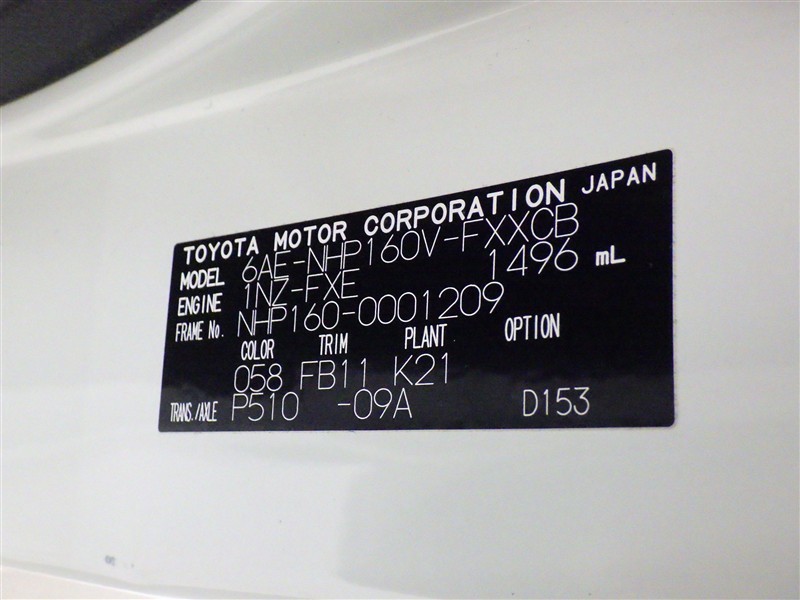 TOYOTA MOTOR CORPORATION JAPAN
MODEL 6AE-NHP160V-FXXCB
ENGINE 1NZ-FXE 1496 mL
FRAME No. NHP160-0001209
COLOR TRIM PLANT OPTION
058 FB11 K21
TRANS./AXLE P510 -09A D153